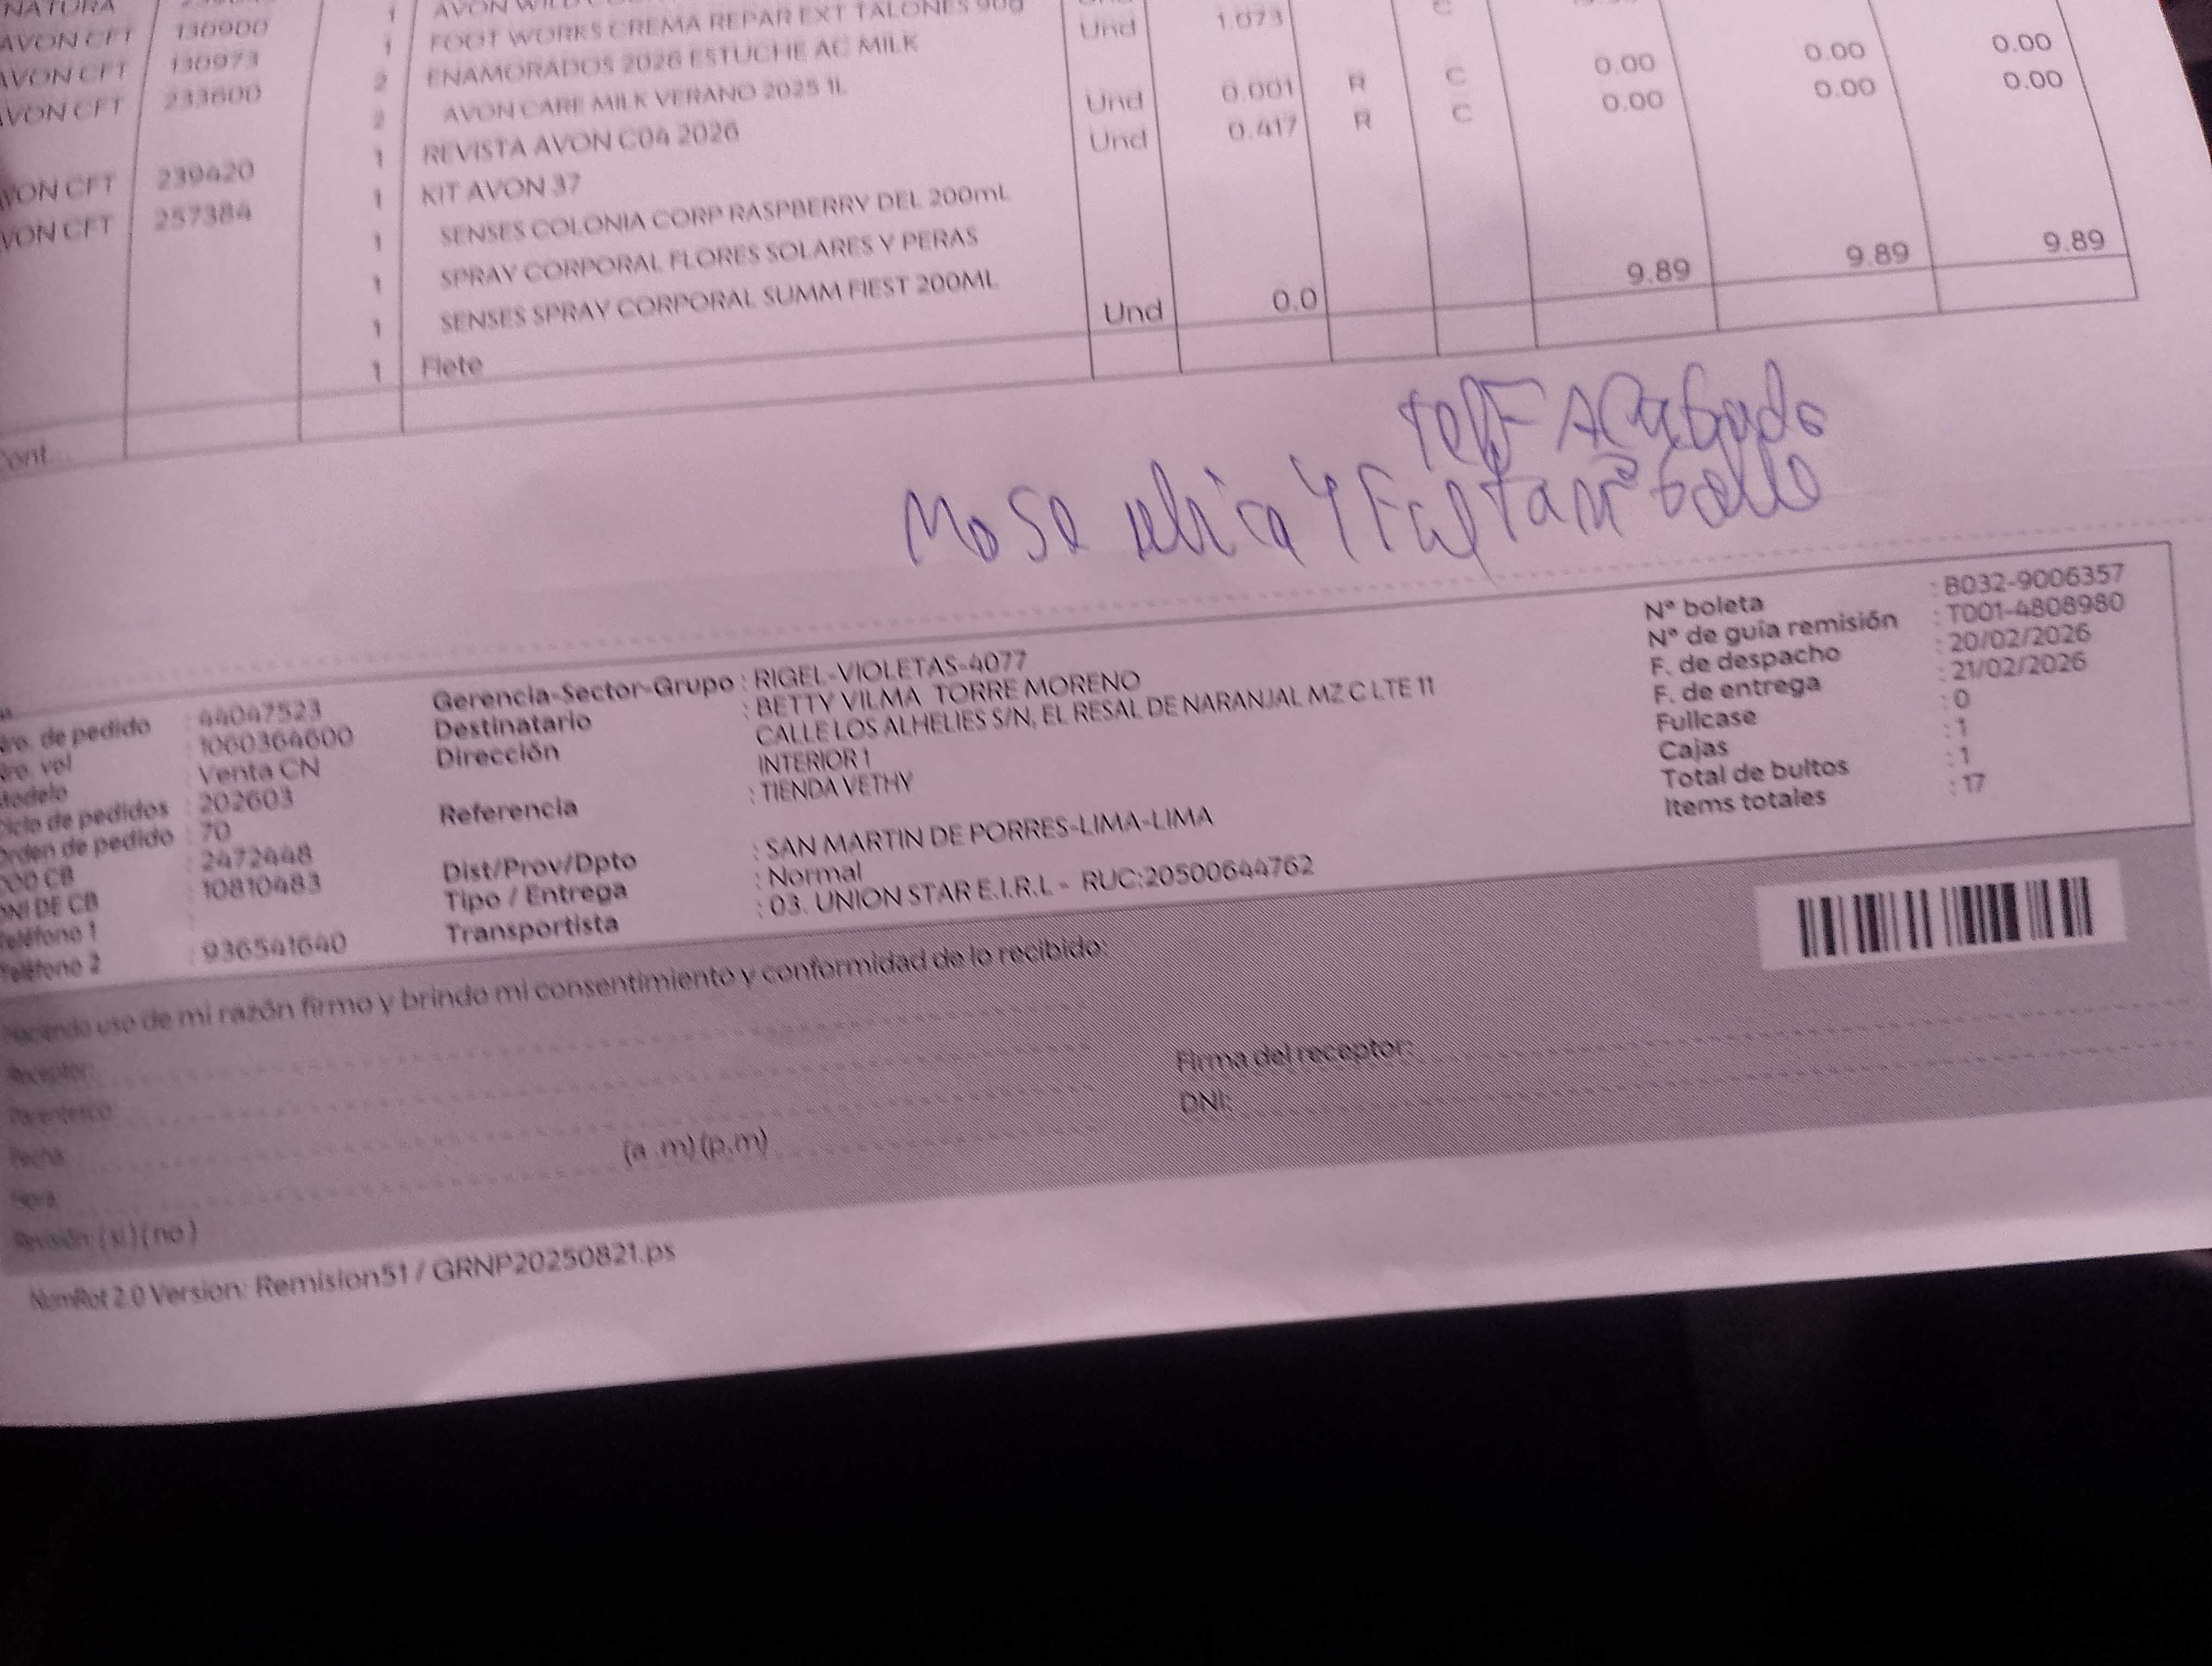 NATURA 1
AVON CFT 130900 1 FOOT WORKS CREMA REPAR EXT TALONES 90g Und 1.073 C
AVON CFT 130973 2 ENAMORADOS 2026 ESTUCHE AC MILK
AVON CFT 233600 2 AVON CARE MILK VERANO 2025 1L Und 0.001 R C 0.00 0.00 0.00
1 REVISTA AVON C04 2026 Und 0.417 R C 0.00 0.00 0.00
VON CFT 239420 1 KIT AVON 37
VON CFT 257384 1 SENSES COLONIA CORP RASPBERRY DEL 200mL
1 SPRAY CORPORAL FLORES SOLARES Y PERAS
1 SENSES SPRAY CORPORAL SUMM FIEST 200ML
1 Flete Und 0.0 9.89 9.89 9.89
Cont...
telf Acabado
No se ubica y Falta Nº Calle
Nro. de pedido : 44047523
Nro. vol : 1060364600
Modelo : Venta CN
Ciclo de pedidos : 202603
Orden de pedido : 70
COD CB : 2472448
DNI DE CB : 10810483
Teléfono 1 :
Teléfono 2 : 936541640
Gerencia-Sector-Grupo : RIGEL-VIOLETAS-4077
Destinatario : BETTY VILMA TORRE MORENO
Dirección : CALLE LOS ALHELIES S/N, EL RESAL DE NARANJAL MZ C LTE 11
INTERIOR 1
Referencia : TIENDA VETHY
Dist/Prov/Dpto : SAN MARTIN DE PORRES-LIMA-LIMA
Tipo / Entrega : Normal
Transportista : 03. UNION STAR E.I.R.L - RUC:20500644762
Nº boleta : B032-9006357
Nº de guía remisión : T001-4808980
F. de despacho : 20/02/2026
F. de entrega : 21/02/2026
Fullcase : 0
Cajas : 1
Total de bultos : 1
Items totales : 17
Haciendo uso de mi razón firmo y brindo mi consentimiento y conformidad de lo recibido:
Receptor:
Parentesco:
Fecha:
Hora: (a .m) (p.m)
Revisión: ( si ) ( no )
Firma del receptor:
DNI:
NumRot 2.0 Version: Remision51 / GRNP20250821.ps